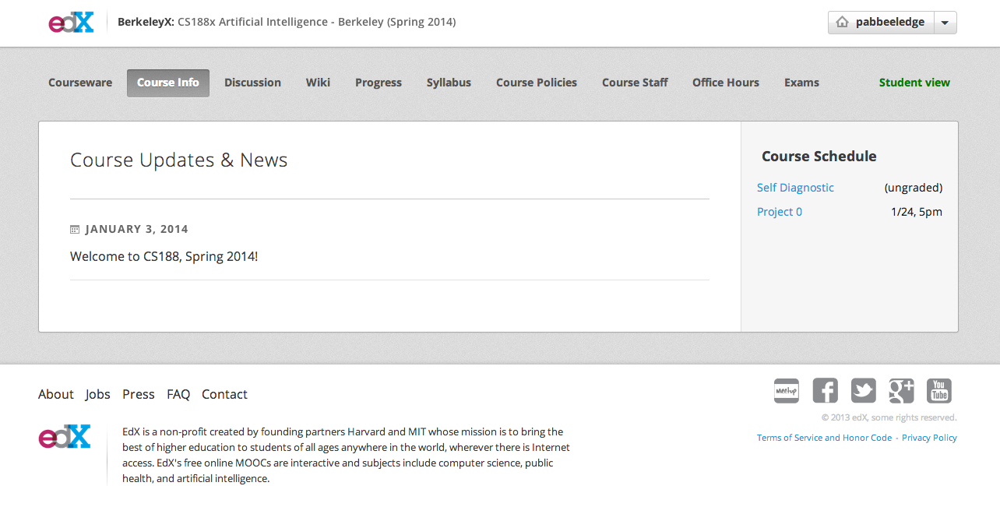 edX BerkeleyX: CS188x Artificial Intelligence - Berkeley (Spring 2014) pabbeeledge
Courseware Course Info Discussion Wiki Progress Syllabus Course Policies Course Staff Office Hours Exams Student view
Course Updates & News
JANUARY 3, 2014
Welcome to CS188, Spring 2014!
Course Schedule
Self Diagnostic (ungraded)
Project 0 1/24, 5pm
About Jobs Press FAQ Contact
edX
EdX is a non-profit created by founding partners Harvard and MIT whose mission is to bring the
best of higher education to students of all ages anywhere in the world, wherever there is Internet
access. EdX's free online MOOCs are interactive and subjects include computer science, public
health, and artificial intelligence.
meetup f g+ You Tube
© 2013 edX, some rights reserved.
Terms of Service and Honor Code - Privacy Policy